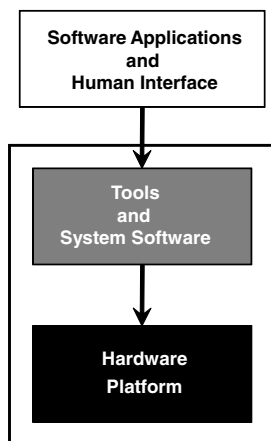 Software Applications
and
Human Interface
Tools
and
System Software
Hardware
Platform